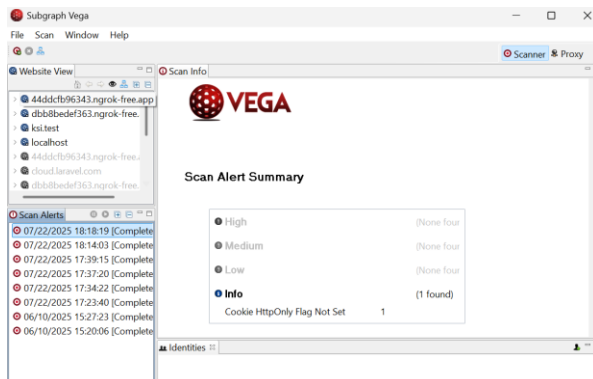 Subgraph Vega
File Scan Window Help
Scanner Proxy
Website View
44ddcfb96343.ngrok-free.app
dbb8bedef363.ngrok-free.
ksi.test
localhost
44ddcfb96343.ngrok-free.
cloud.laravel.com
dbb8bedef363.ngrok-free.
Scan Alerts
07/22/2025 18:18:19 [Complete
07/22/2025 18:14:03 [Complete
07/22/2025 17:39:15 [Complete
07/22/2025 17:37:20 [Complete
07/22/2025 17:34:22 [Complete
07/22/2025 17:23:40 [Complete
06/10/2025 15:27:23 [Complete
06/10/2025 15:20:06 [Complete
Scan Info
VEGA
Scan Alert Summary
High (None four
Medium (None four
Low (None four
Info (1 found)
Cookie HttpOnly Flag Not Set 1
Identities